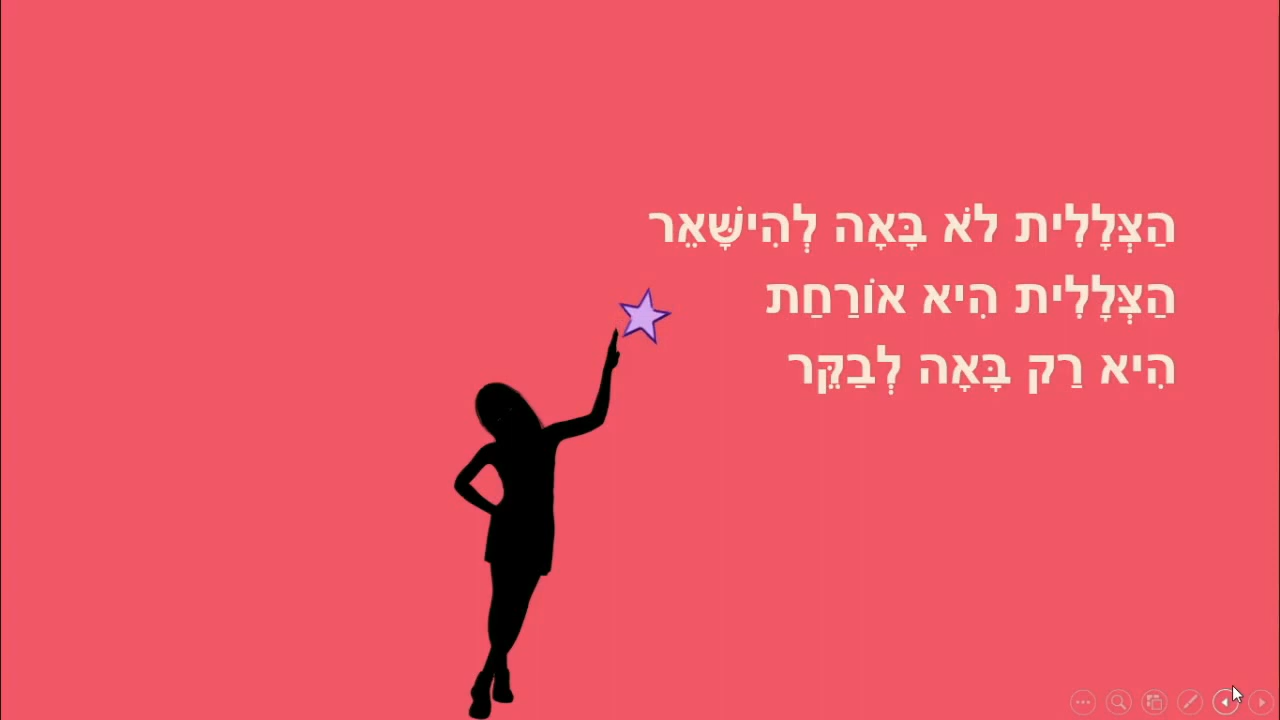 הַצְּלָלִית לֹא בָּאָה לְהִישָּׁאֵר
הַצְּלָלִית הִיא אוֹרַחַת
הִיא רַק בָּאָה לְבַקֵּר